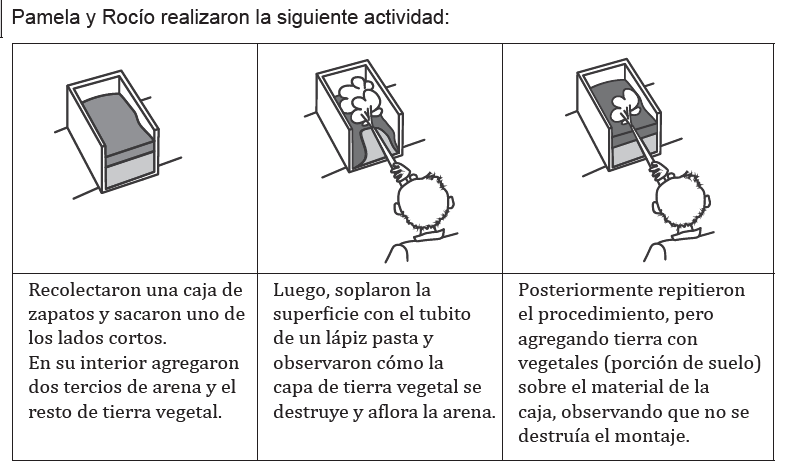 Pamela y Rocío realizaron la siguiente actividad:
Recolectaron una caja de
zapatos y sacaron uno de
los lados cortos.
En su interior agregaron
dos tercios de arena y el
resto de tierra vegetal.
Luego, soplaron la
superficie con el tubito
de un lápiz pasta y
observaron cómo la
capa de tierra vegetal se
destruye y aflora la arena.
Posteriormente repitieron
el procedimiento, pero
agregando tierra con
vegetales (porción de suelo)
sobre el material de la
caja, observando que no se
destruía el montaje.